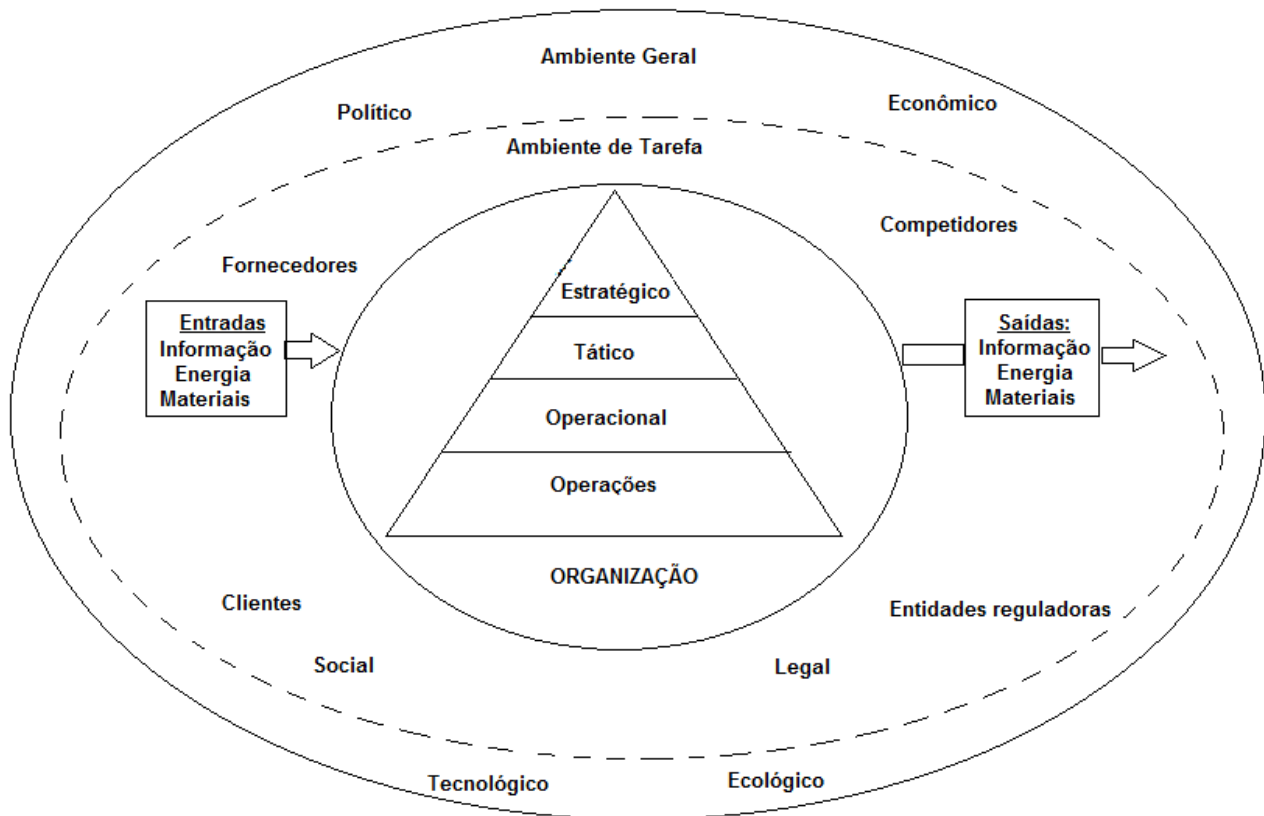 Ambiente Geral
Político
Econômico
Ambiente de Tarefa
Competidores
Fornecedores
Estratégico
Entradas
Informação
Energia
Materiais
Tático
Saídas:
Informação
Energia
Materiais
Operacional
Operações
ORGANIZAÇÃO
Clientes
Entidades reguladoras
Social
Legal
Tecnológico
Ecológico